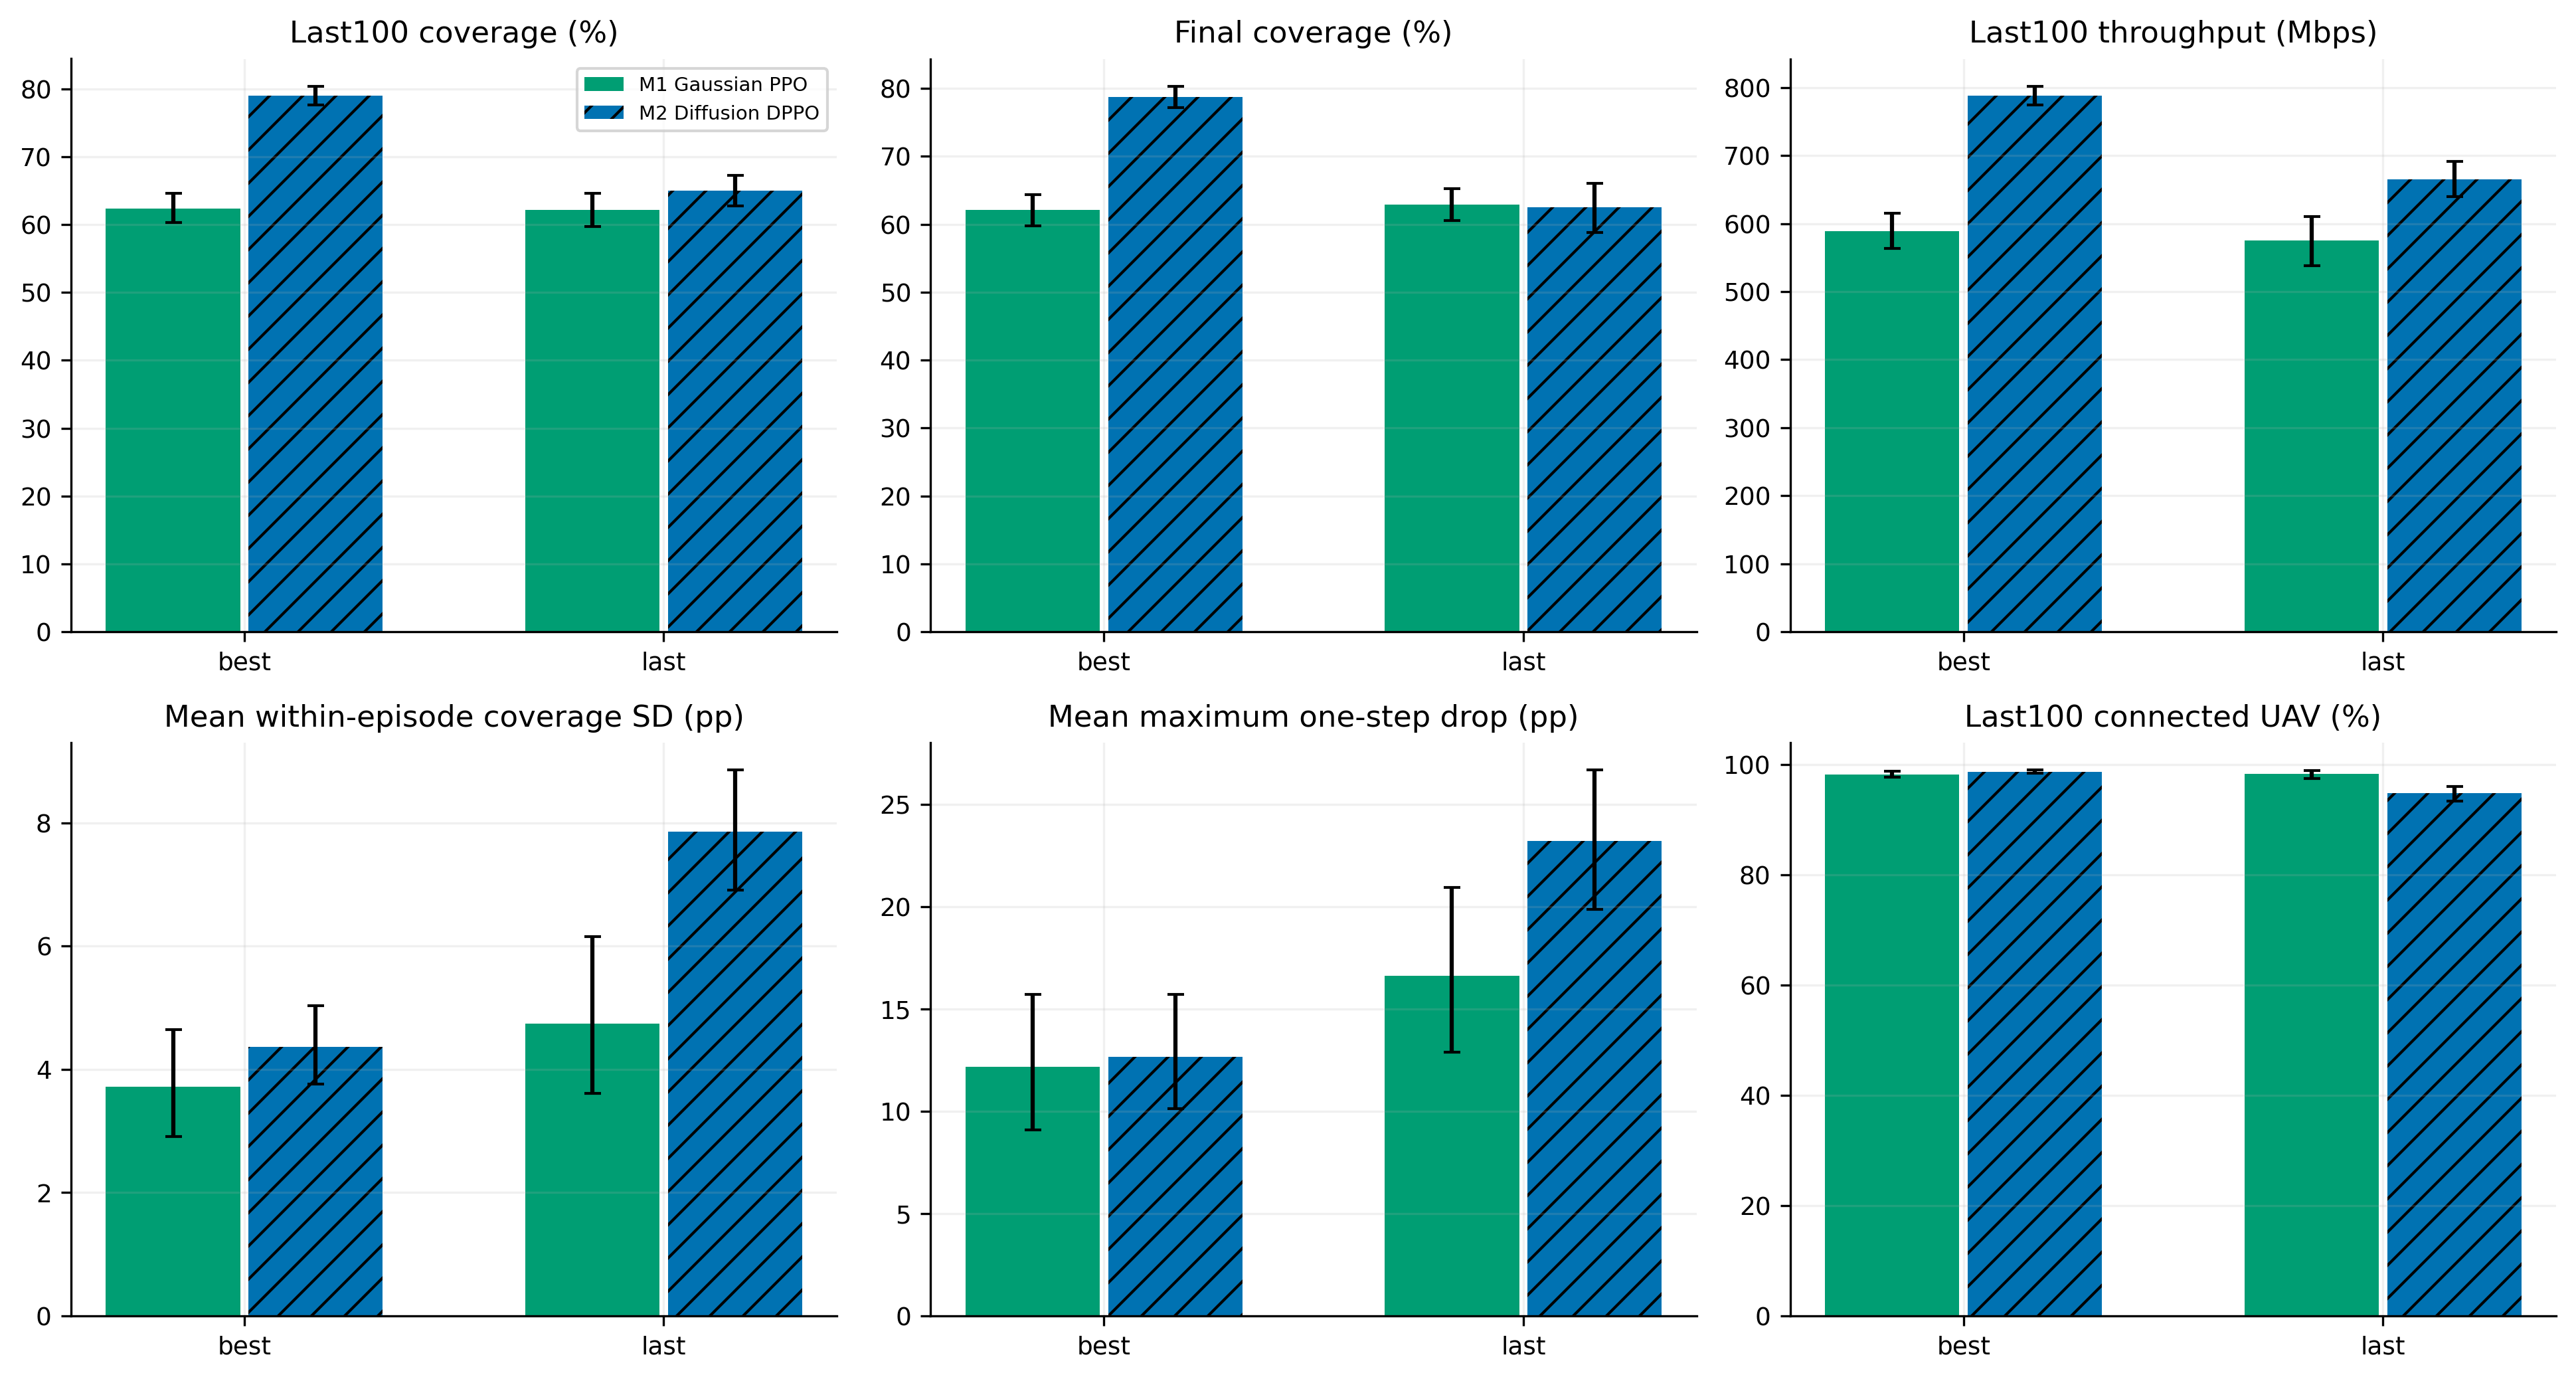 Last100 coverage (%)
80
70
60
50
40
30
20
10
0
best
last
M1 Gaussian PPO
M2 Diffusion DPPO
Final coverage (%)
80
70
60
50
40
30
20
10
0
best
last
Last100 throughput (Mbps)
800
700
600
500
400
300
200
100
0
best
last
Mean within-episode coverage SD (pp)
8
6
4
2
0
best
last
Mean maximum one-step drop (pp)
25
20
15
10
5
0
best
last
Last100 connected UAV (%)
100
80
60
40
20
0
best
last